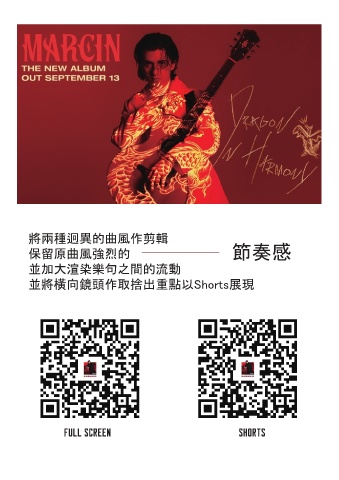 MARCIN
THE NEW ALBUM
OUT SEPTEMBER 13
DRAGON
IN HARMONY
將兩種迥異的曲風作剪輯
保留原曲風強烈的
節奏感
並加大渲染樂句之間的流動
並將橫向鏡頭作取捨出重點以Shorts展現
FULL SCREEN
SHORTS